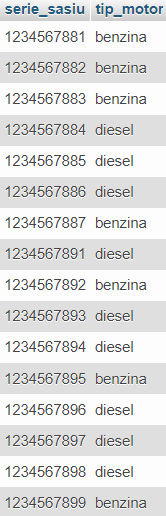 serie_sasiu tip_motor
1234567881 benzina
1234567882 benzina
1234567883 benzina
1234567884 diesel
1234567885 diesel
1234567886 diesel
1234567887 benzina
1234567891 diesel
1234567892 benzina
1234567893 diesel
1234567894 diesel
1234567895 benzina
1234567896 diesel
1234567897 diesel
1234567898 diesel
1234567899 benzina